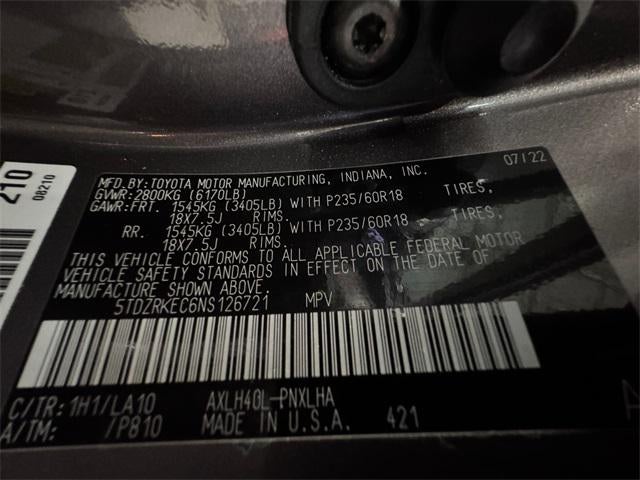 210
08210
MFD.BY:TOYOTA MOTOR MANUFACTURING, INDIANA, INC. 07/22
GVWR:2800KG (6170LB)
GAWR:FRT. 1545KG (3405LB) WITH P235/60R18 TIRES,
18X7.5J RIMS.
RR. 1545KG (3405LB) WITH P235/60R18 TIRES,
18X7.5J RIMS.
THIS VEHICLE CONFORMS TO ALL APPLICABLE FEDERAL MOTOR
VEHICLE SAFETY STANDARDS IN EFFECT ON THE DATE OF
MANUFACTURE SHOWN ABOVE.
5TDZRKEC6NS126721 MPV
C/TR:1H1/LA10 AXLH40L-PNXLHA
A/TM: /P810 MADE IN U.S.A. 421